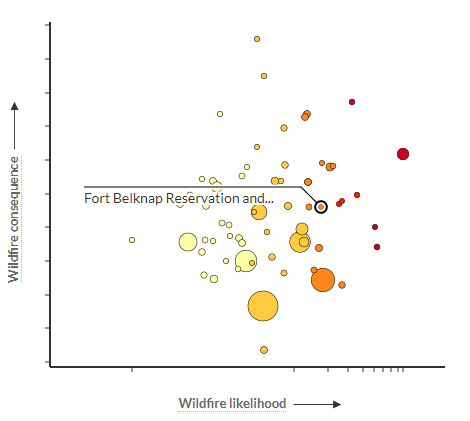 Wildfire consequence
Fort Belknap Reservation and...
Wildfire likelihood